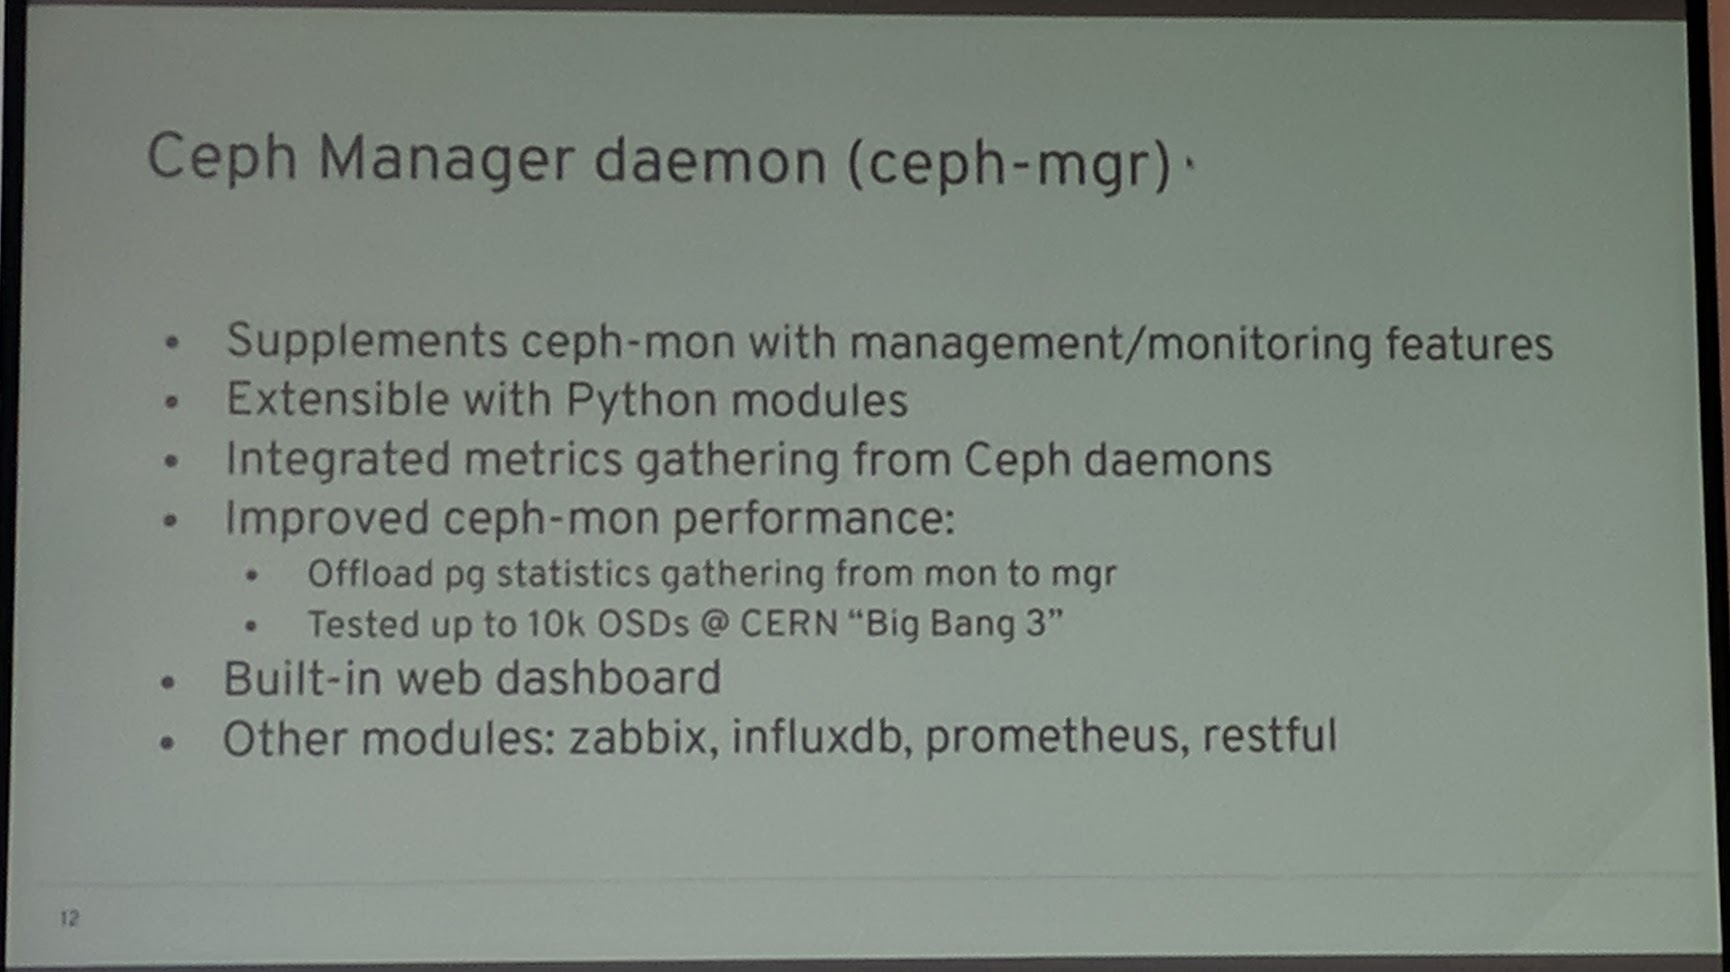 Ceph Manager daemon (ceph-mgr)
• Supplements ceph-mon with management/monitoring features
• Extensible with Python modules
• Integrated metrics gathering from Ceph daemons
• Improved ceph-mon performance:
• Offload pg statistics gathering from mon to mgr
• Tested up to 10k OSDs @ CERN “Big Bang 3”
• Built-in web dashboard
• Other modules: zabbix, influxdb, prometheus, restful
12